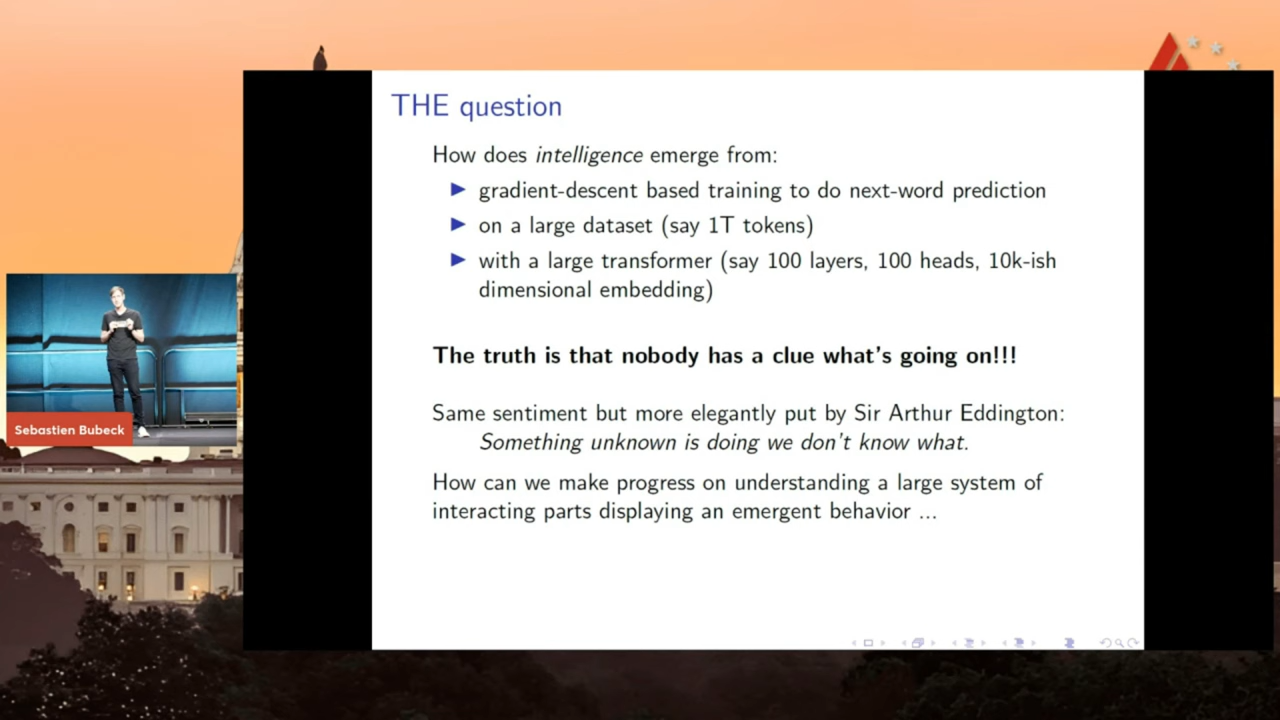 THE question
How does intelligence emerge from:
gradient-descent based training to do next-word prediction
on a large dataset (say 1T tokens)
with a large transformer (say 100 layers, 100 heads, 10k-ish
dimensional embedding)
The truth is that nobody has a clue what's going on!!!
Same sentiment but more elegantly put by Sir Arthur Eddington:
Something unknown is doing we don't know what.
How can we make progress on understanding a large system of
interacting parts displaying an emergent behavior ...
Sebastien Bubeck